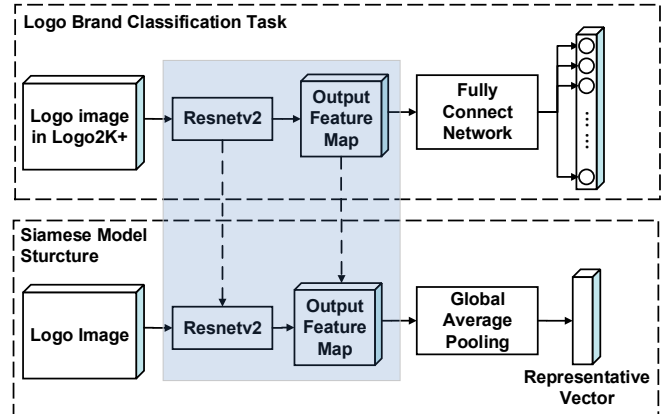 Logo Brand Classification Task
Logo image
in Logo2K+
Resnetv2
Output
Feature
Map
Fully
Connect
Network
Siamese Model
Sturcture
Logo Image
Resnetv2
Output
Feature
Map
Global
Average
Pooling
Representative
Vector